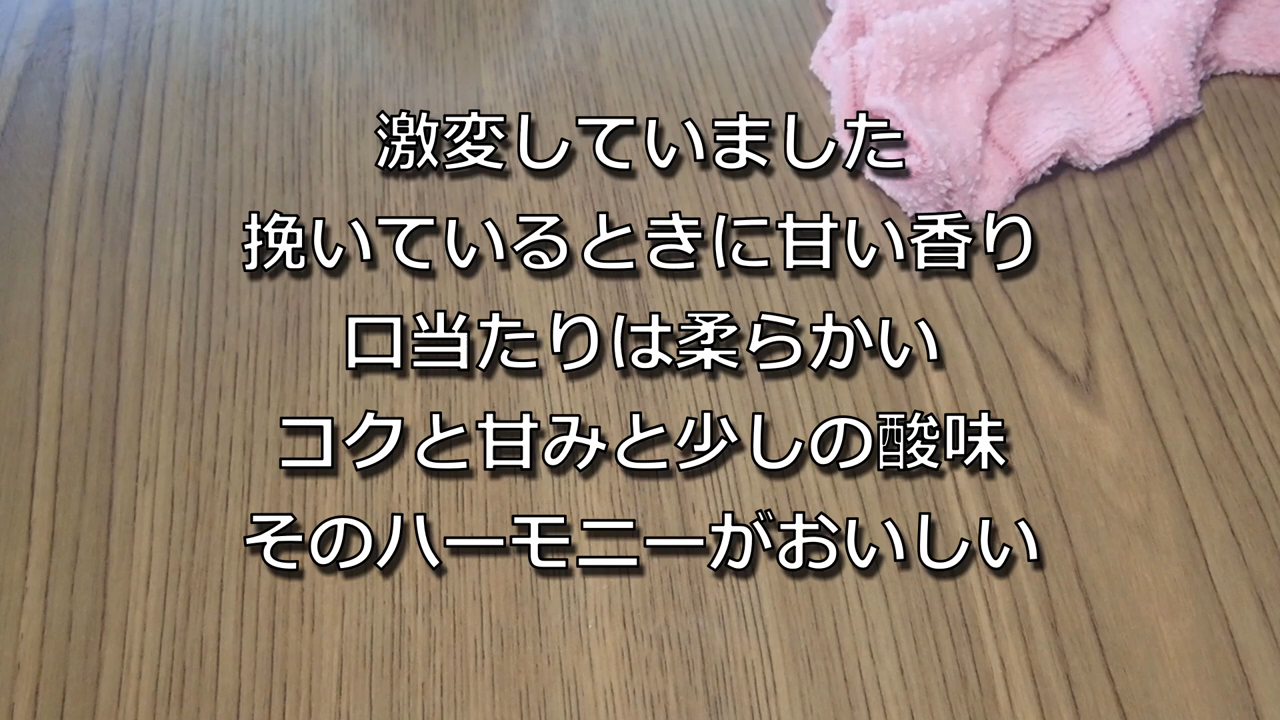 激変していました
挽いているときに甘い香り
口当たりは柔らかい
コクと甘みと少しの酸味
そのハーモニーがおいしい